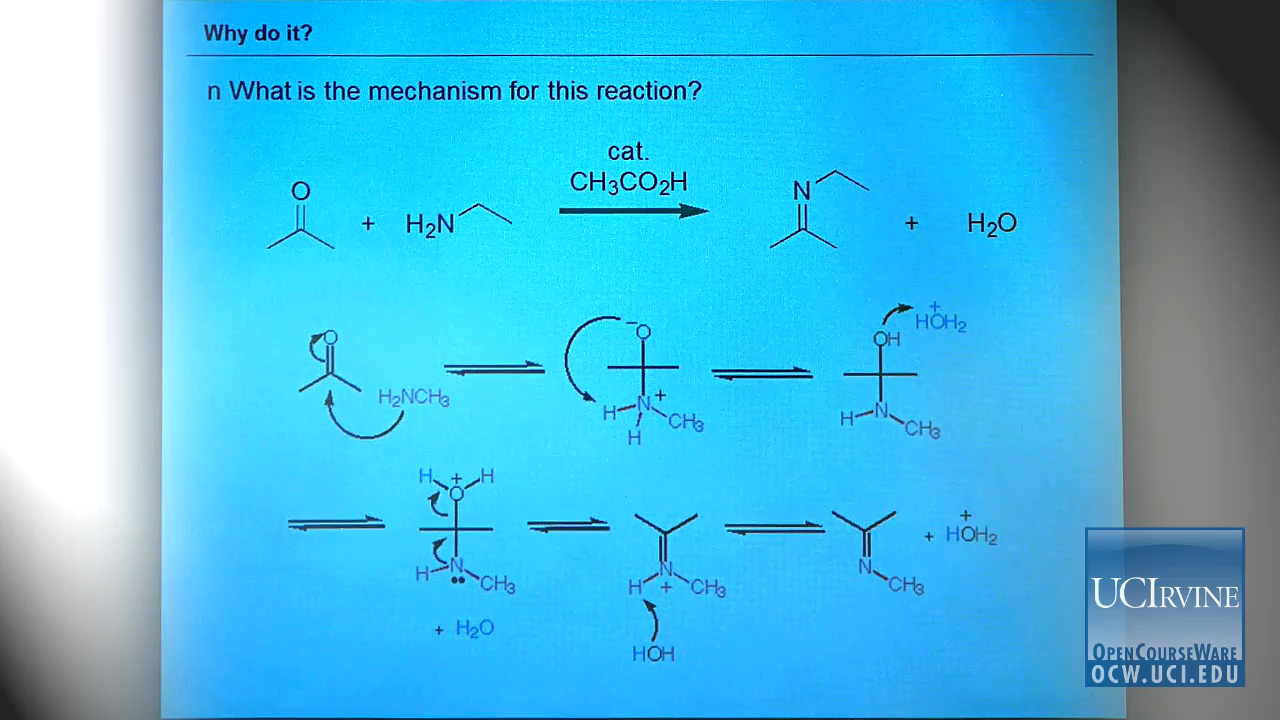 Why do it?
n What is the mechanism for this reaction?
cat.
CH3CO2H
O + H2N N + H2O
O H2NCH3
−O H N + CH3 H
OH + HOH2 H N CH3
H + H O H N CH3
+ H2O
H N + CH3
HOH
N CH3 + + HOH2
UCIRVINE
OPENCOURSEWARE
OCW.UCI.EDU